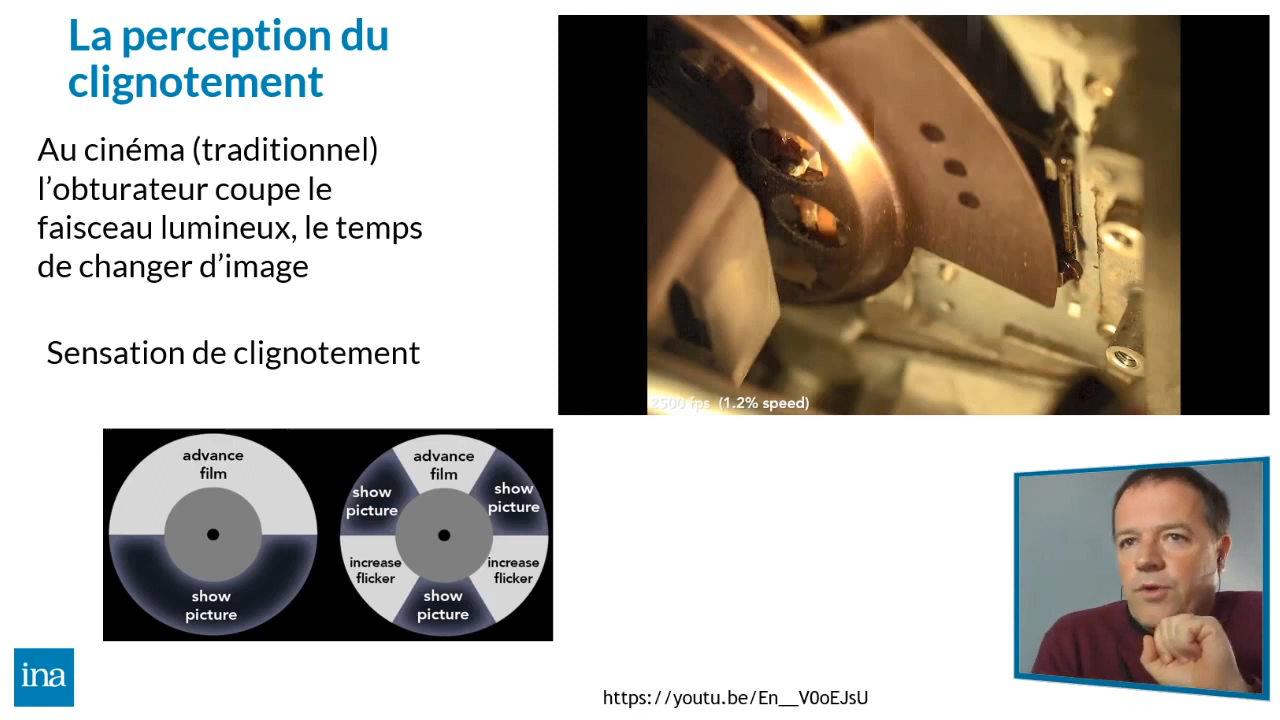 La perception du
clignotement
Au cinéma (traditionnel)
l’obturateur coupe le
faisceau lumineux, le temps
de changer d’image
Sensation de clignotement
2500 fps (1.2% speed)
advance
film
show
picture
advance
film
show
picture
show
picture
increase
flicker
increase
flicker
show
picture
ina
https://youtu.be/En__V0oEJsU